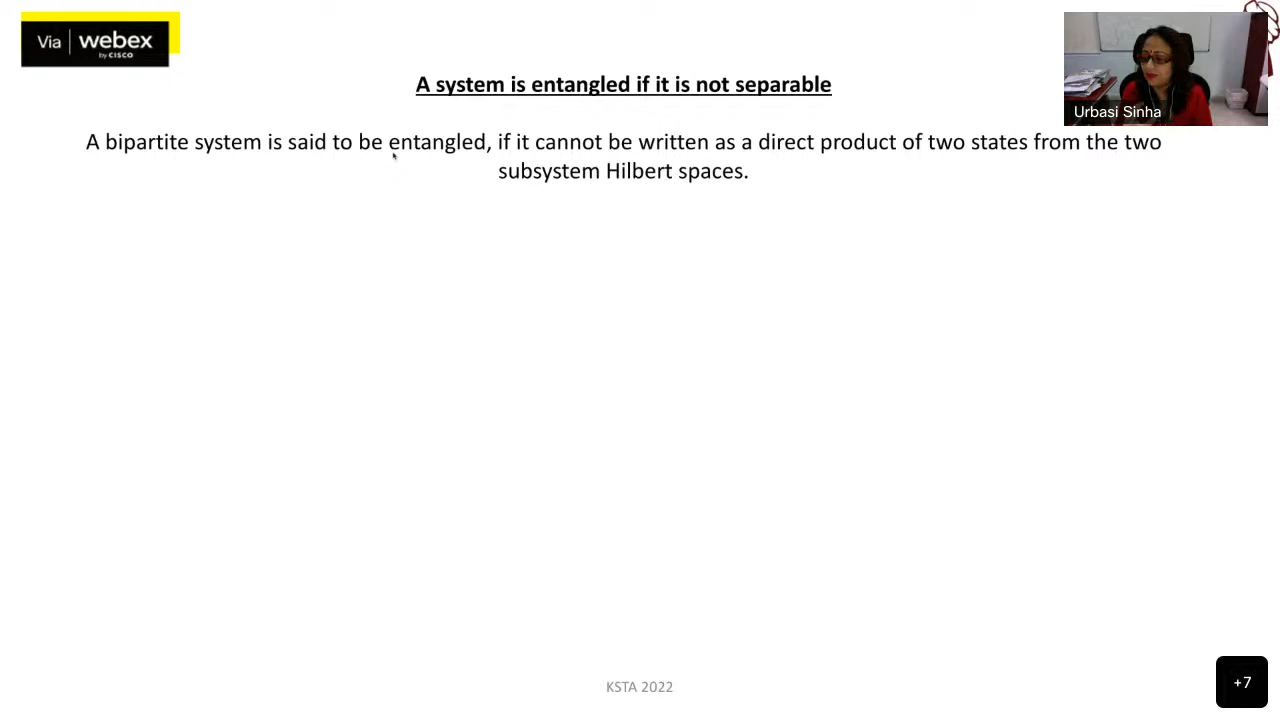 Via | webex
by CISCO
A system is entangled if it is not separable
Urbasi Sinha
A bipartite system is said to be entangled, if it cannot be written as a direct product of two states from the two
subsystem Hilbert spaces.
KSTA 2022
+7